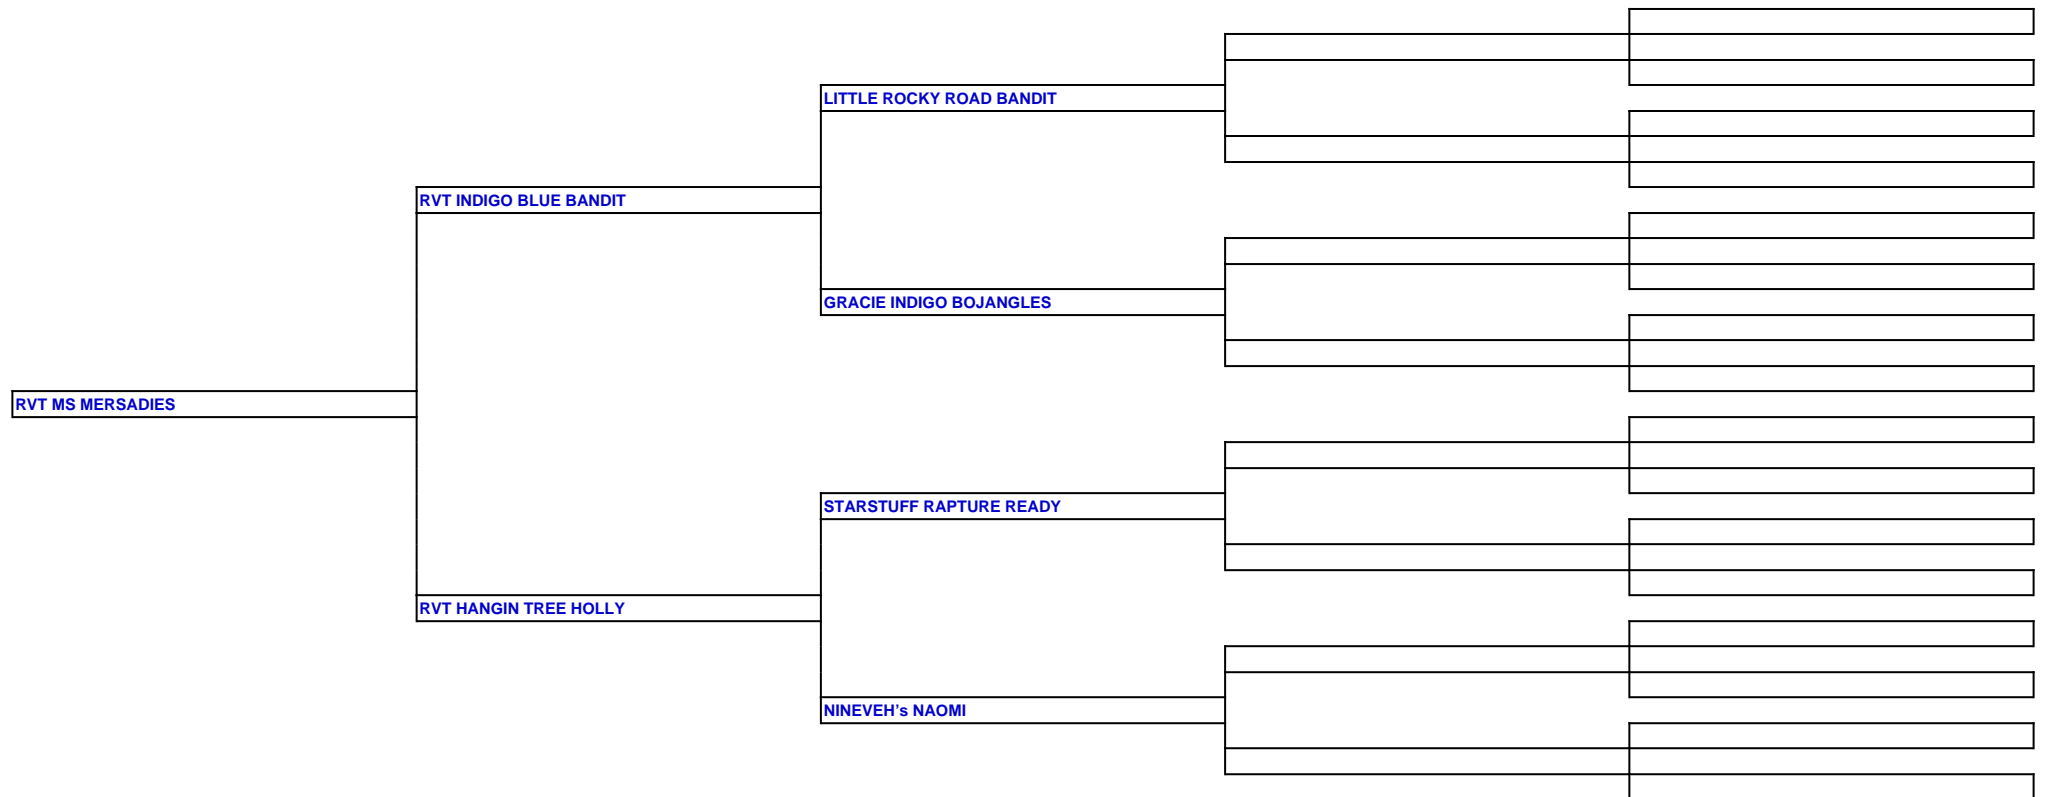 LITTLE ROCKY ROAD BANDIT
RVT INDIGO BLUE BANDIT
GRACIE INDIGO BOJANGLES
RVT MS MERSADIES
STARSTUFF RAPTURE READY
RVT HANGIN TREE HOLLY
NINEVEH’s NAOMI